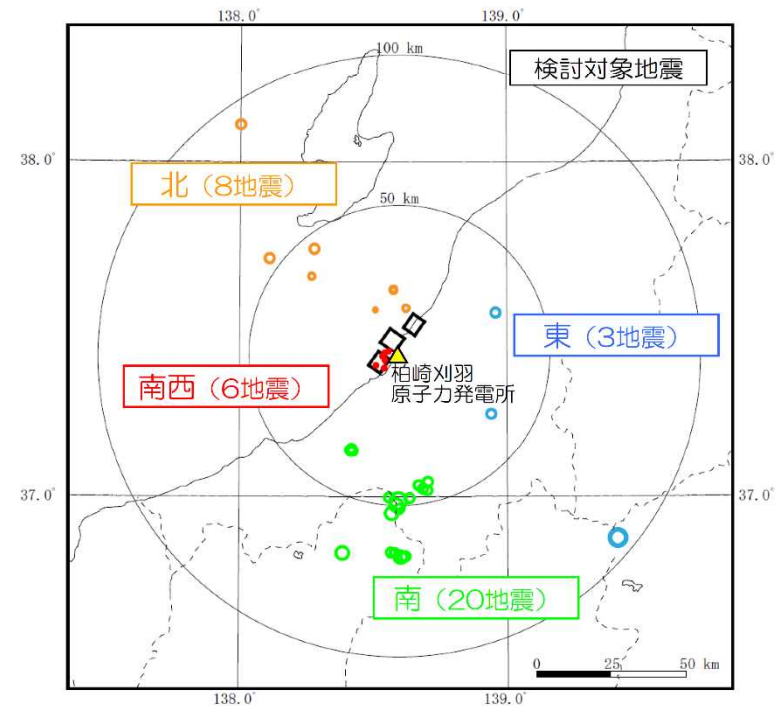 138.0°
139.0°
100 km
検討対象地震
38.0°
38.0°
北（8地震）
50 km
東（3地震）
南西（6地震）
柏崎刈羽
原子力発電所
37.0°
37.0°
南（20地震）
0 25 50 km
138.0°
139.0°